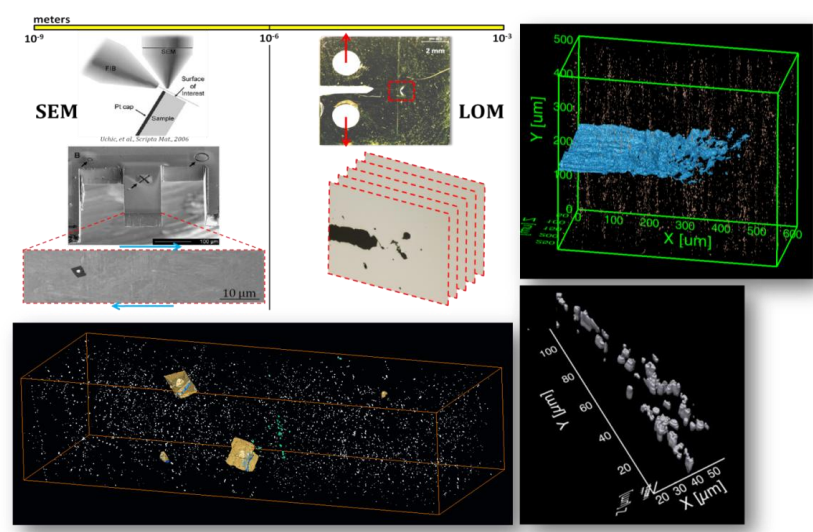 meters
10-9
10-6
10-3
SEM
FIB
SEM
Surface of
Interest
Pt cap
Sample
Uchic, et al., Scripta Mat., 2006
B
100 μm
10 μm
2 mm
LOM
500
400
300
200
100
0
Y [um]
0
100
200
300
400
500
600
X [um]
100
80
60
40
20
Y [μm]
20
30
40
50
X [μm]